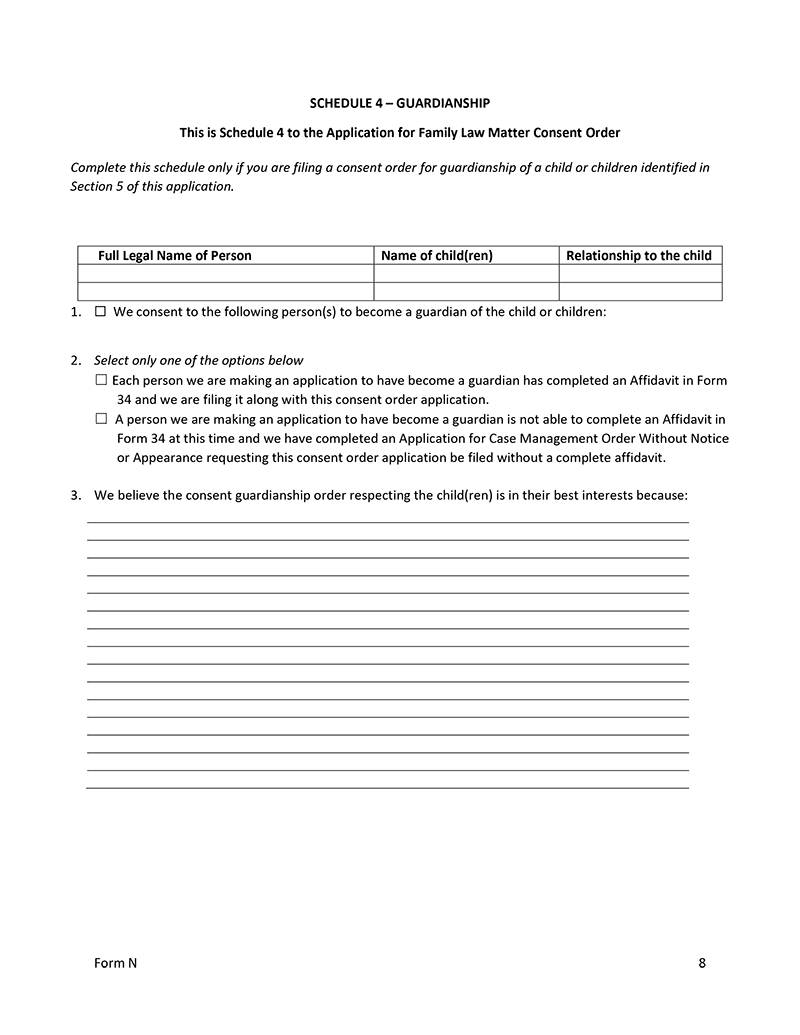 SCHEDULE 4 – GUARDIANSHIP
This is Schedule 4 to the Application for Family Law Matter Consent Order
Complete this schedule only if you are filing a consent order for guardianship of a child or children identified in
Section 5 of this application.
Full Legal Name of Person Name of child(ren) Relationship to the child
1. ☐ We consent to the following person(s) to become a guardian of the child or children:
2. Select only one of the options below
☐ Each person we are making an application to have become a guardian has completed an Affidavit in Form
34 and we are filing it along with this consent order application.
☐ A person we are making an application to have become a guardian is not able to complete an Affidavit in
Form 34 at this time and we have completed an Application for Case Management Order Without Notice
or Appearance requesting this consent order application be filed without a complete affidavit.
3. We believe the consent guardianship order respecting the child(ren) is in their best interests because:
Form N 8